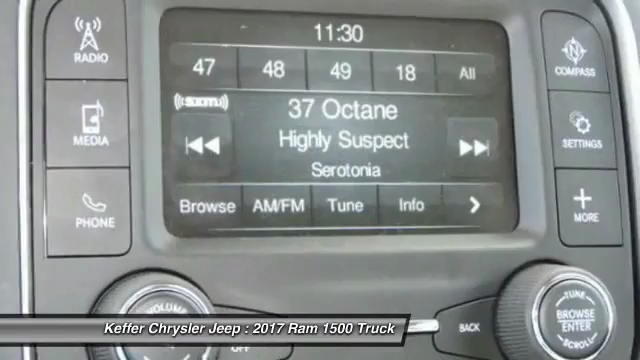 11:30
RADIO
COMPASS
47 48 49 18 All
((SiriusXM))
37 Octane
MEDIA
Highly Suspect
SETTINGS
Serotonia
PHONE
Browse AM/FM Tune Info >
MORE
VOLUME
OFF
BACK
TUNE
BROWSE
ENTER
SCROLL
Keffer Chrysler Jeep : 2017 Ram 1500 Truck